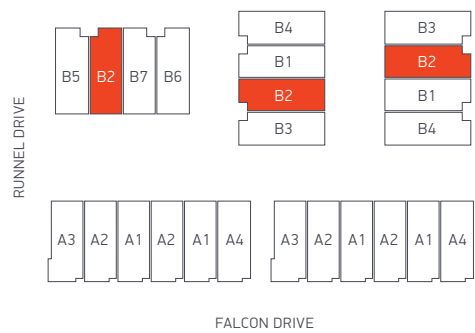 B5 B2 B7 B6
B4
B1
B2
B3
B3
B2
B1
B4
RUNNEL DRIVE
A3 A2 A1 A2 A1 A4
A3 A2 A1 A2 A1 A4
FALCON DRIVE